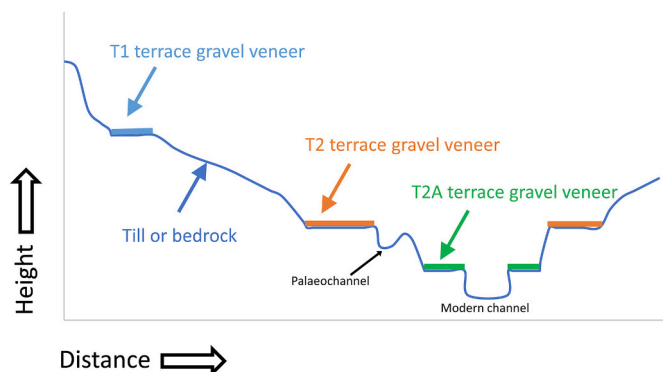 T1 terrace gravel veneer
T2 terrace gravel veneer
T2A terrace gravel veneer
Till or bedrock
Palaeochannel
Modern channel
Height
Distance